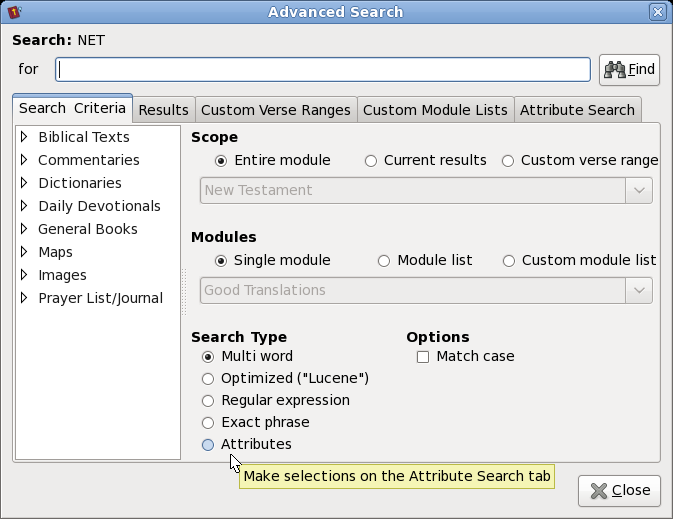 Advanced Search
Search: NET
for
Find
Search Criteria Results Custom Verse Ranges Custom Module Lists Attribute Search
Biblical Texts
Commentaries
Dictionaries
Daily Devotionals
General Books
Maps
Images
Prayer List/Journal
Scope
Entire module Current results Custom verse range
New Testament
Modules
Single module Module list Custom module list
Good Translations
Search Type
Multi word
Optimized ("Lucene")
Regular expression
Exact phrase
Attributes
Options
Match case
Make selections on the Attribute Search tab
Close